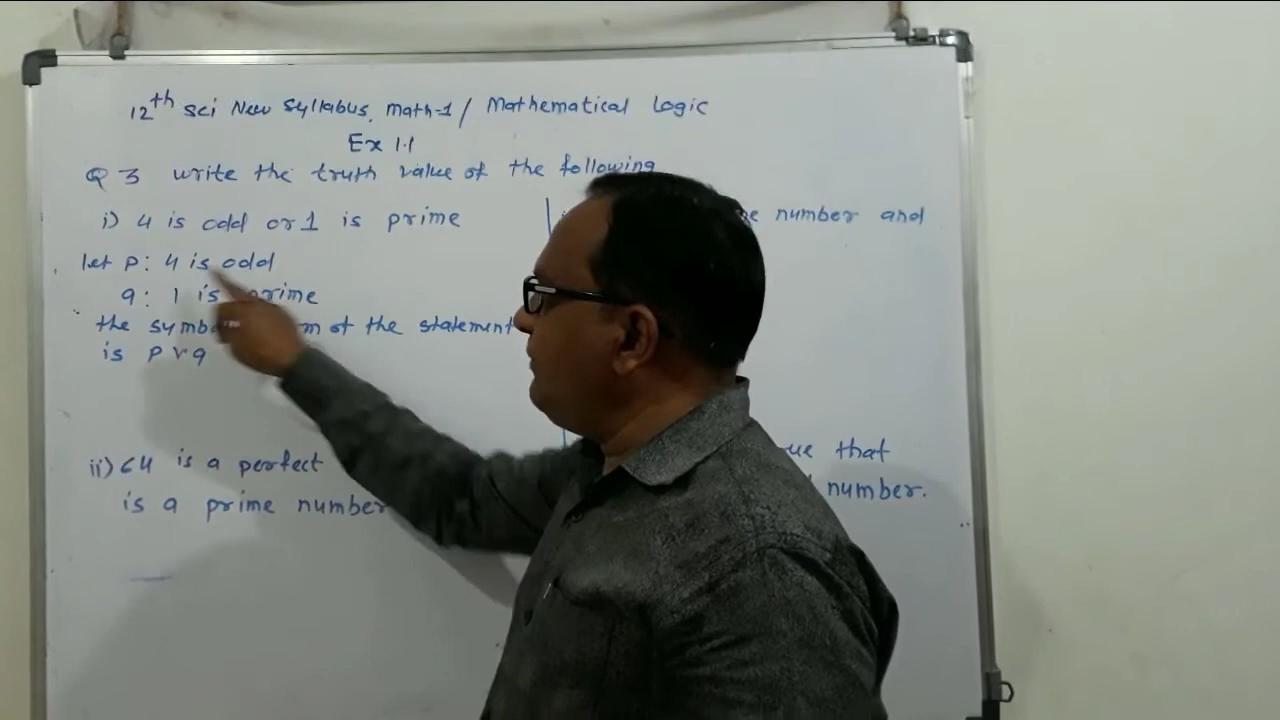 12th sci New syllabus, math-1 / Mathematical Logic
Ex 1.1
Q 3 write the truth value of the following
i) 4 is odd or 1 is prime
number and
let p: 4 is odd
q: 1 is prime
the of the statement
is p v q
that
ii) 64 is a perfect
number.
is a prime number